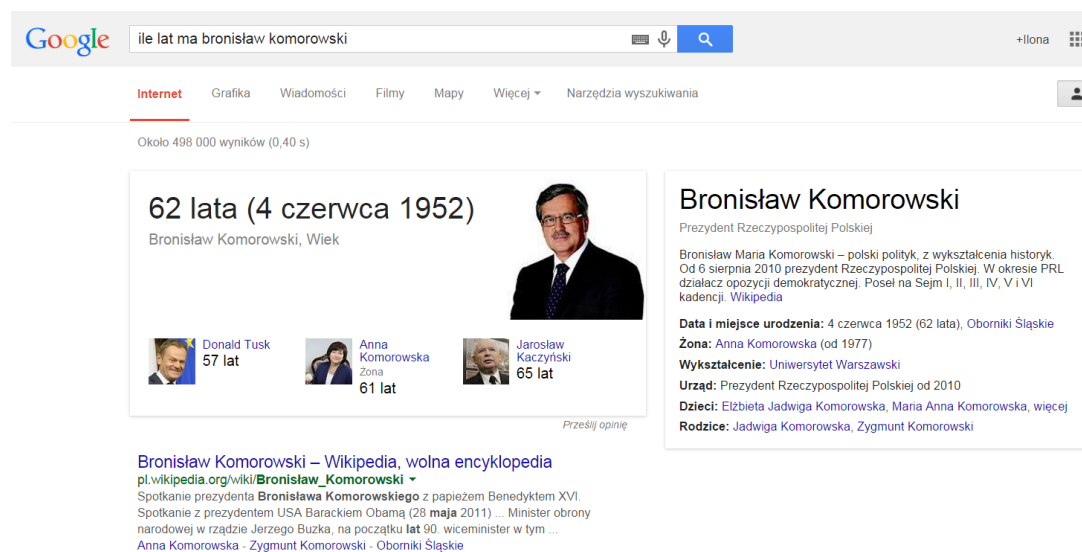 Google
ile lat ma bronisław komorowski
+Ilona
Internet Grafika Wiadomości Filmy Mapy Więcej Narzędzia wyszukiwania
Około 498 000 wyników (0,40 s)
62 lata (4 czerwca 1952)
Bronisław Komorowski, Wiek
Donald Tusk
57 lat
Anna
Komorowska
Żona
61 lat
Jarosław
Kaczyński
65 lat
Prześlij opinię
Bronisław Komorowski – Wikipedia, wolna encyklopedia
pl.wikipedia.org/wiki/Bronisław_Komorowski
Spotkanie prezydenta Bronisława Komorowskiego z papieżem Benedyktem XVI.
Spotkanie z prezydentem USA Barackiem Obamą (28 maja 2011) ... Minister obrony
narodowej w rządzie Jerzego Buzka, na początku lat 90. wiceminister w tym ...
Anna Komorowska - Zygmunt Komorowski - Oborniki Śląskie
Bronisław Komorowski
Prezydent Rzeczypospolitej Polskiej
Bronisław Maria Komorowski – polski polityk, z wykształcenia historyk.
Od 6 sierpnia 2010 prezydent Rzeczypospolitej Polskiej. W okresie PRL
działacz opozycji demokratycznej. Poseł na Sejm I, II, III, IV, V i VI
kadencji. Wikipedia
Data i miejsce urodzenia: 4 czerwca 1952 (62 lata), Oborniki Śląskie
Żona: Anna Komorowska (od 1977)
Wykształcenie: Uniwersytet Warszawski
Urząd: Prezydent Rzeczypospolitej Polskiej od 2010
Dzieci: Elżbieta Jadwiga Komorowska, Maria Anna Komorowska, więcej
Rodzice: Jadwiga Komorowska, Zygmunt Komorowski